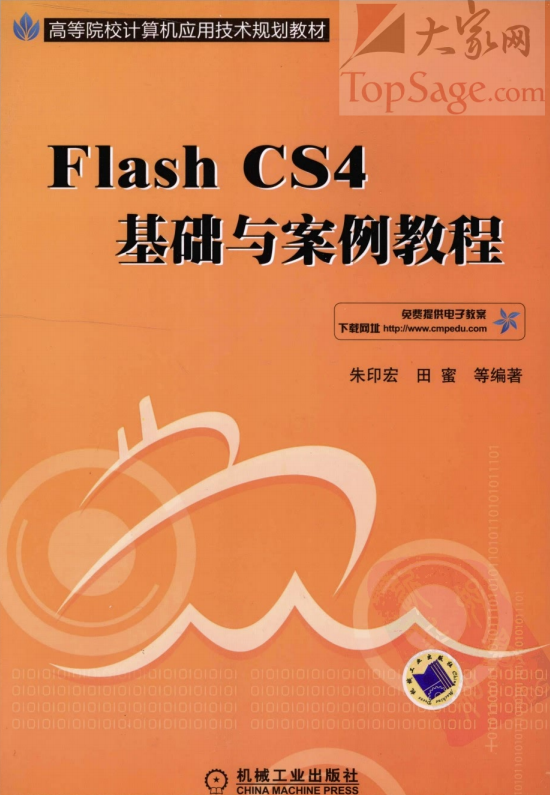 高等院校计算机应用技术规划教材
大家网
TopSage.com
Flash CS4
基础与案例教程
免费提供电子教案
下载网址 http://www.cmpedu.com
朱印宏 田 蜜 等编著
机械工业出版社
CHINA MACHINE PRESS